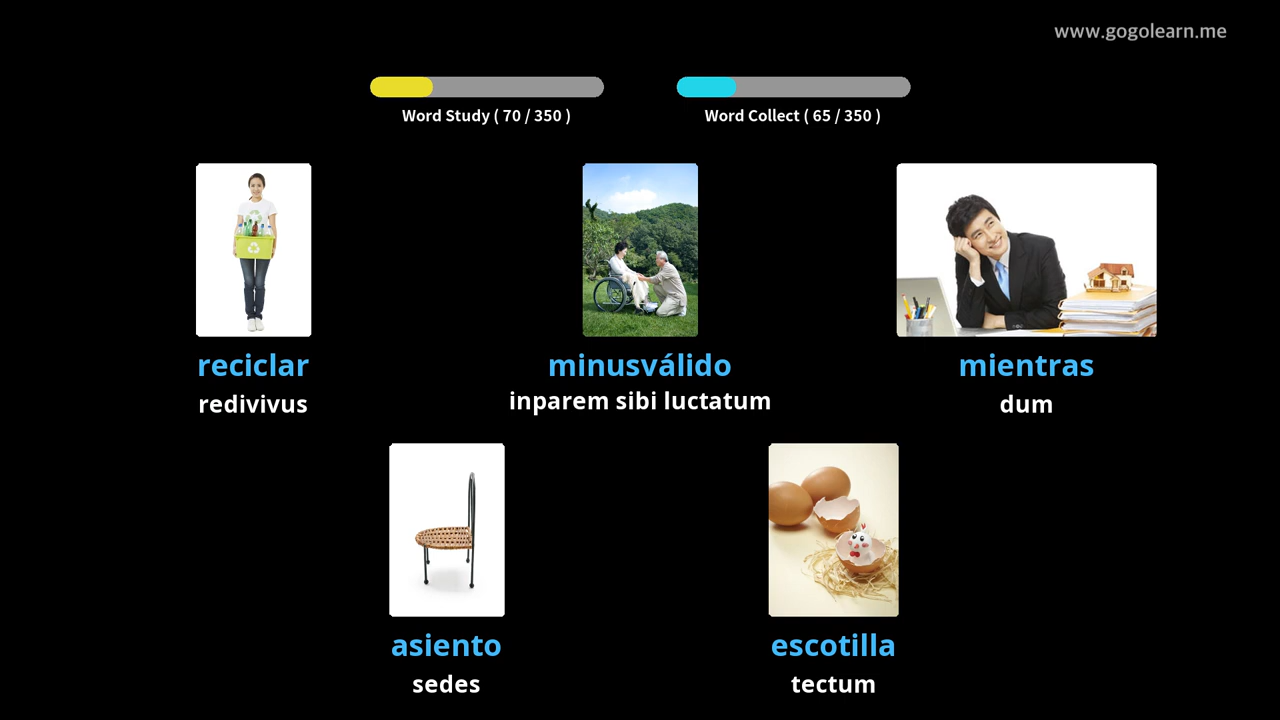 www.gogolearn.me
Word Study ( 70 / 350 )
Word Collect ( 65 / 350 )
reciclar
redivivus
minusválido
inparem sibi luctatum
mientras
dum
asiento
sedes
escotilla
tectum